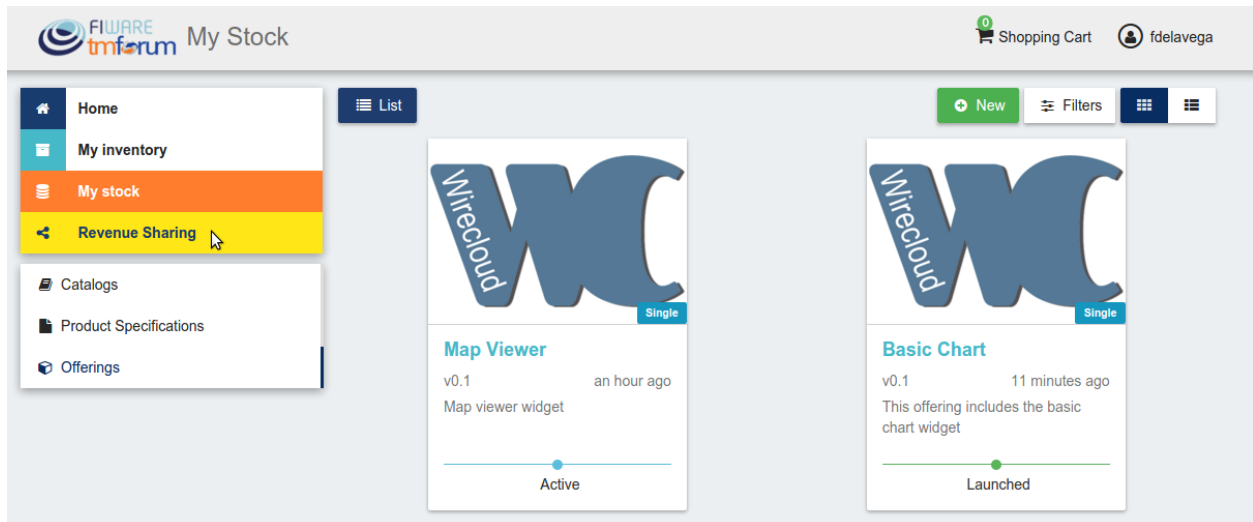 FIWARE
tmforum
My Stock
0
Shopping Cart
fdelavega
Home
My inventory
My stock
Revenue Sharing
Catalogs
Product Specifications
Offerings
List
New
Filters
Wirecloud
WC
Single
Map Viewer
v0.1 an hour ago
Map viewer widget
Active
Wirecloud
WC
Single
Basic Chart
v0.1 11 minutes ago
This offering includes the basic
chart widget
Launched